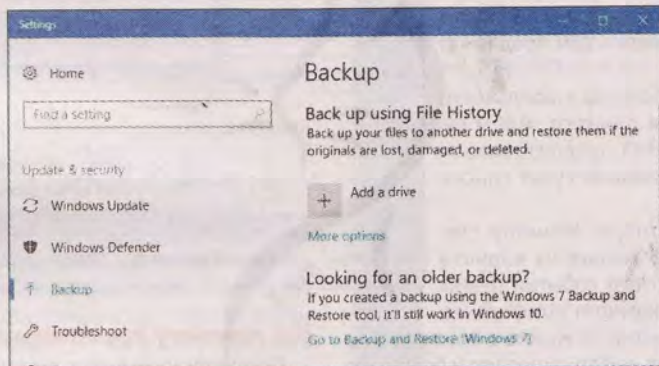 Settings
Home
Find a setting
Update & security
Windows Update
Windows Defender
Backup
Troubleshoot
Backup
Back up using File History
Back up your files to another drive and restore them if the
originals are lost, damaged, or deleted.
Add a drive
More options
Looking for an older backup?
If you created a backup using the Windows 7 Backup and
Restore tool, it'll still work in Windows 10.
Go to Backup and Restore (Windows 7)